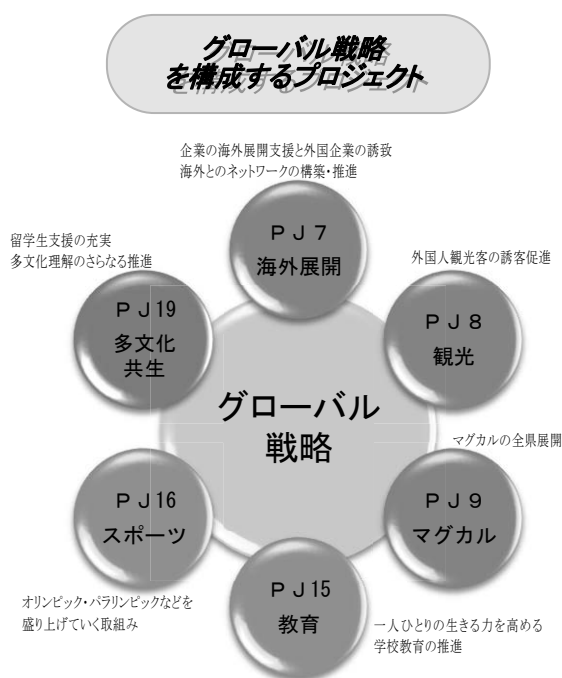 グローバル戦略
を構成するプロジェクト
企業の海外展開支援と外国企業の誘致
海外とのネットワークの構築・推進
ＰＪ７
海外展開
留学生支援の充実
多文化理解のさらなる推進
外国人観光客の誘客促進
ＰＪ19
多文化
共生
ＰＪ８
観光
グローバル
戦略
マグカルの全県展開
ＰＪ16
スポーツ
ＰＪ９
マグカル
オリンピック・パラリンピックなどを
盛り上げていく取組み
ＰＪ15
教育
一人ひとりの生きる力を高める
学校教育の推進